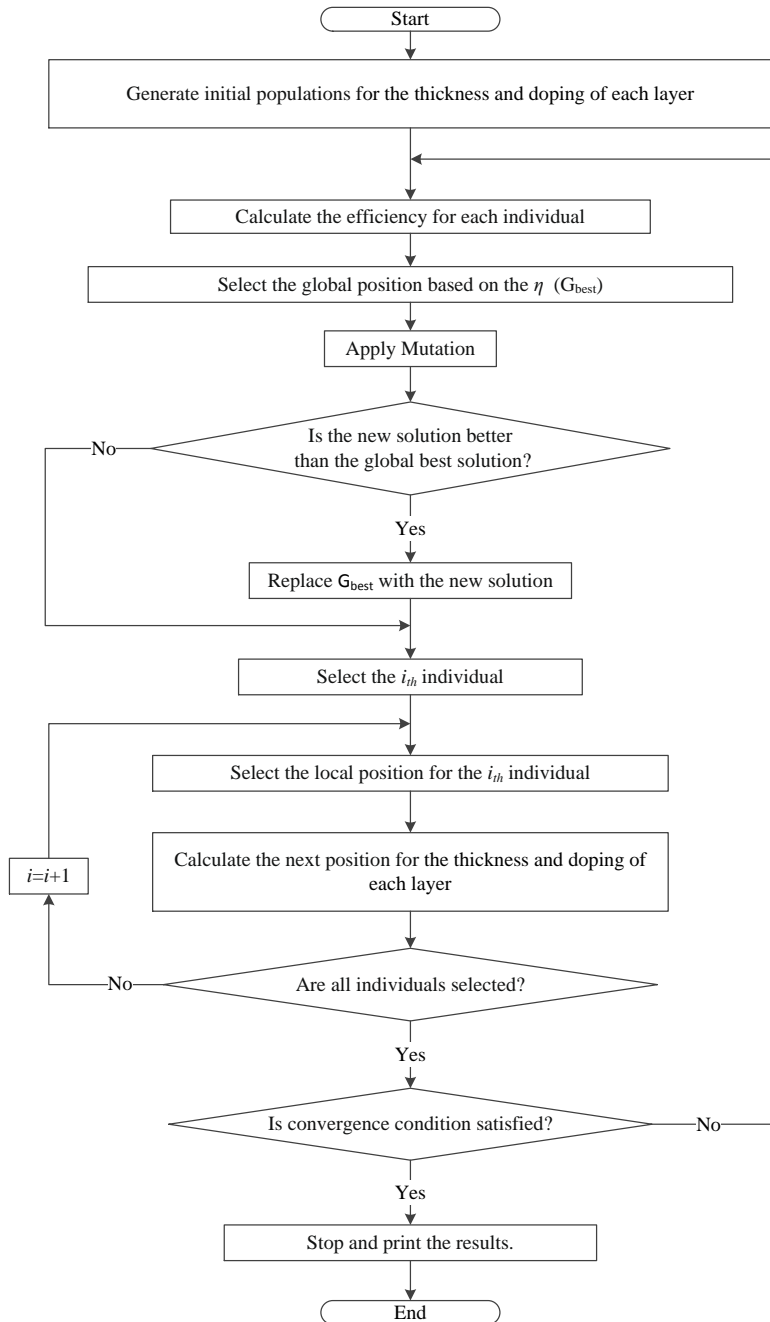 Start
Generate initial populations for the thickness and doping of each layer
Calculate the efficiency for each individual
Select the global position based on the η (Gbest)
Apply Mutation
Is the new solution better
than the global best solution?
No
Yes
Replace Gbest with the new solution
Select the ith individual
Select the local position for the ith individual
Calculate the next position for the thickness and doping of
each layer
i=i+1
Are all individuals selected?
No
Yes
Is convergence condition satisfied?
No
Yes
Stop and print the results.
End